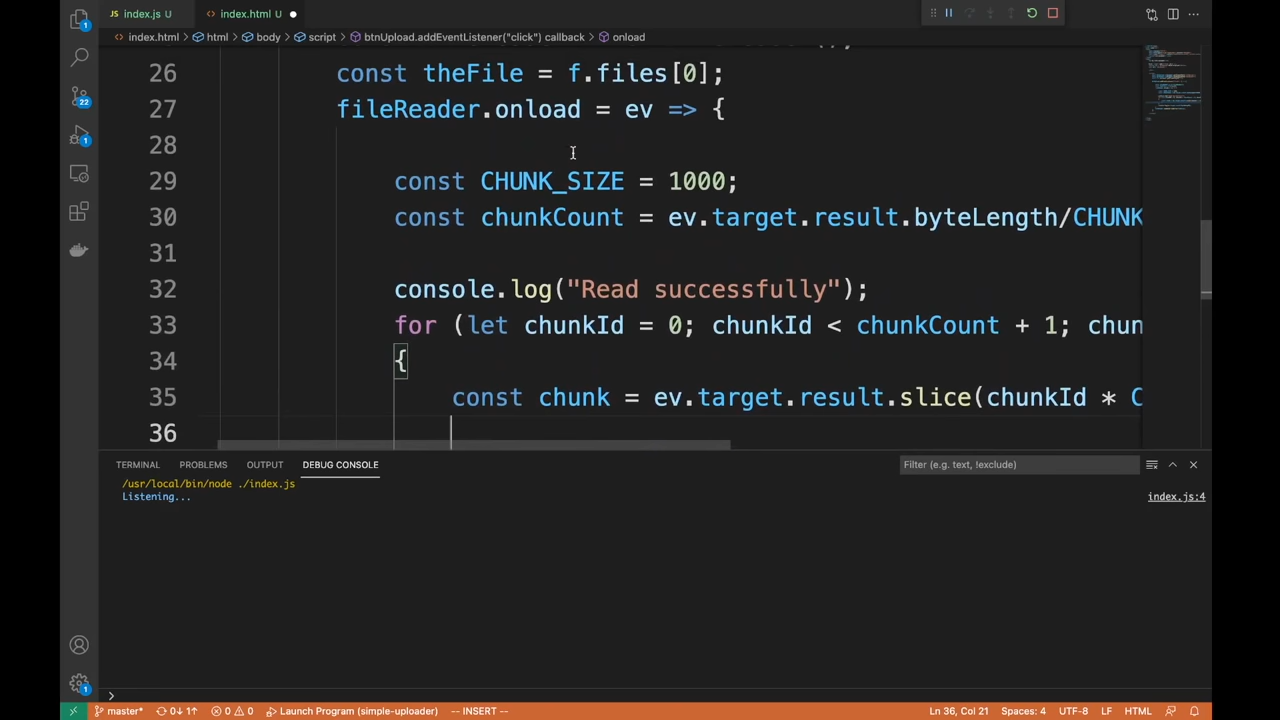 JS index.js U
<> index.html U
<> index.html > html > body > script > btnUpload.addEventListener("click") callback > onload
26 const theFile = f.files[0];
27 fileReader.onload = ev => {
28
29 const CHUNK_SIZE = 1000;
30 const chunkCount = ev.target.result.byteLength/CHUNK
31
32 console.log("Read successfully");
33 for (let chunkId = 0; chunkId < chunkCount + 1; chun
34 {
35 const chunk = ev.target.result.slice(chunkId * C
36
TERMINAL PROBLEMS OUTPUT DEBUG CONSOLE
Filter (e.g. text, !exclude)
/usr/local/bin/node ./index.js
Listening... index.js:4
1
22
1
1
>
master* 0↓ 1↑ 0 0 Launch Program (simple-uploader) -- INSERT -- Ln 36, Col 21 Spaces: 4 UTF-8 LF HTML